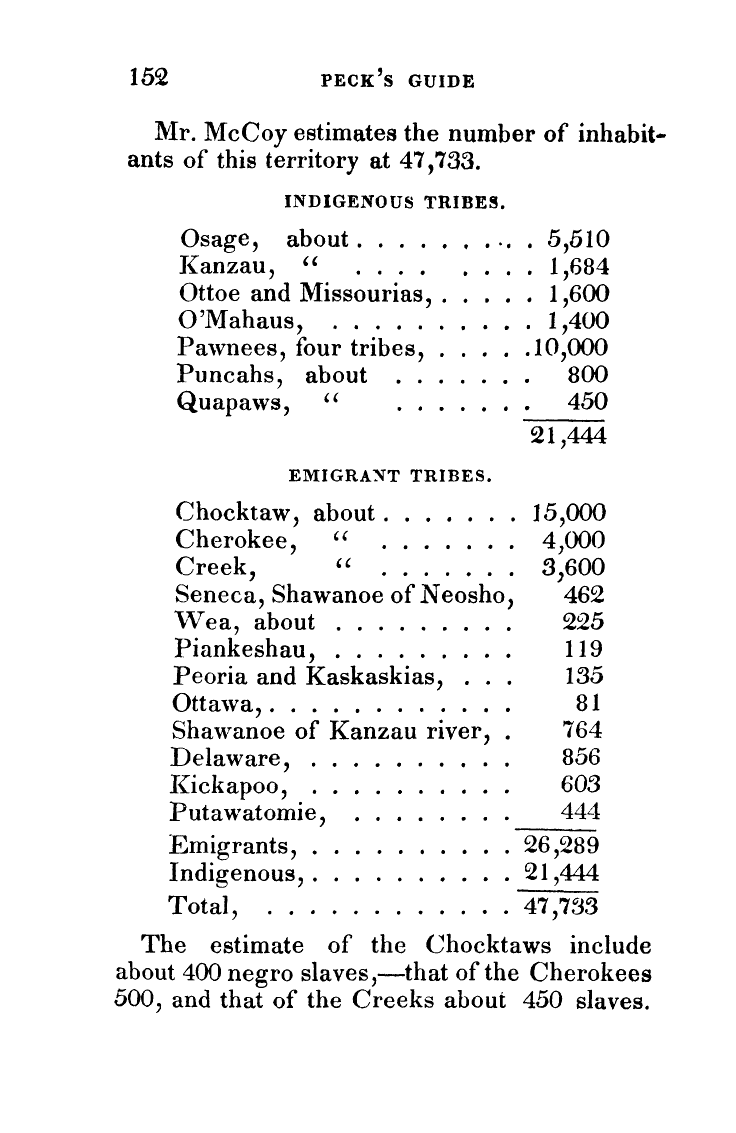 152 PECK'S GUIDE
Mr. McCoy estimates the number of inhabit-
ants of this territory at 47,733.
INDIGENOUS TRIBES.
Osage, about . . . . . . . . . . 5,510
Kanzau, “ . . . . . . . . 1,684
Ottoe and Missourias, . . . . . 1,600
O'Mahaus, . . . . . . . . . . 1,400
Pawnees, four tribes, . . . . .10,000
Puncahs, about . . . . . . . 800
Quapaws, “ . . . . . . . 450
21,444
EMIGRANT TRIBES.
Chocktaw, about . . . . . . . 15,000
Cherokee, “ . . . . . . . 4,000
Creek, “ . . . . . . . 3,600
Seneca, Shawanoe of Neosho, 462
Wea, about . . . . . . . . . 225
Piankeshau, . . . . . . . . . 119
Peoria and Kaskaskias, . . . 135
Ottawa, . . . . . . . . . . . . 81
Shawanoe of Kanzau river, . 764
Delaware, . . . . . . . . . . 856
Kickapoo, . . . . . . . . . . 603
Putawatomie, . . . . . . . . 444
Emigrants, . . . . . . . . . . 26,289
Indigenous, . . . . . . . . . . 21,444
Total, . . . . . . . . . . . . 47,733
The estimate of the Chocktaws include
about 400 negro slaves,—that of the Cherokees
500, and that of the Creeks about 450 slaves.